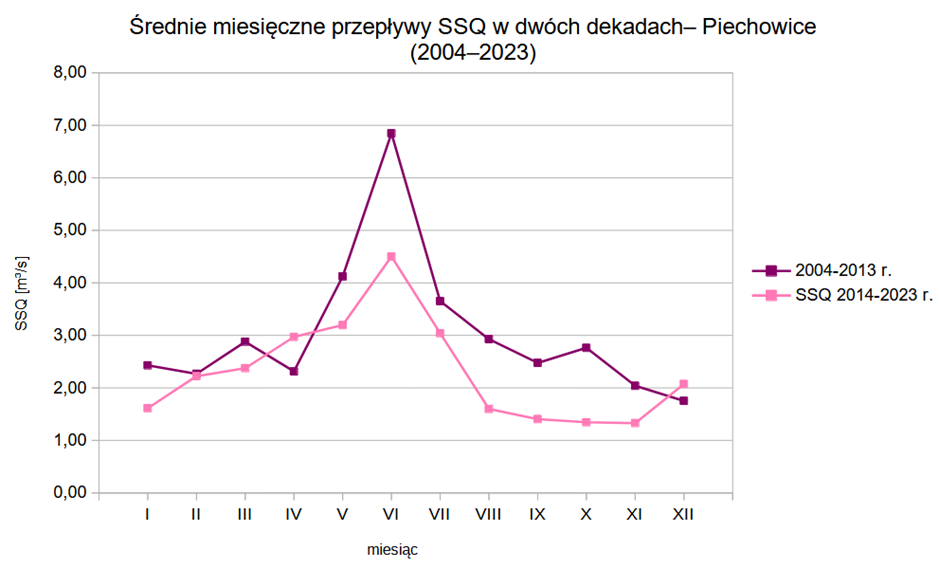 Średnie miesięczne przepływy SSQ w dwóch dekadach– Piechowice
(2004–2023)
8,00
7,00
6,00
5,00
4,00
3,00
2,00
1,00
0,00
SSQ [m³/s]
I II III IV V VI VII VIII IX X XI XII
miesiąc
2004-2013 r.
SSQ 2014-2023 r.